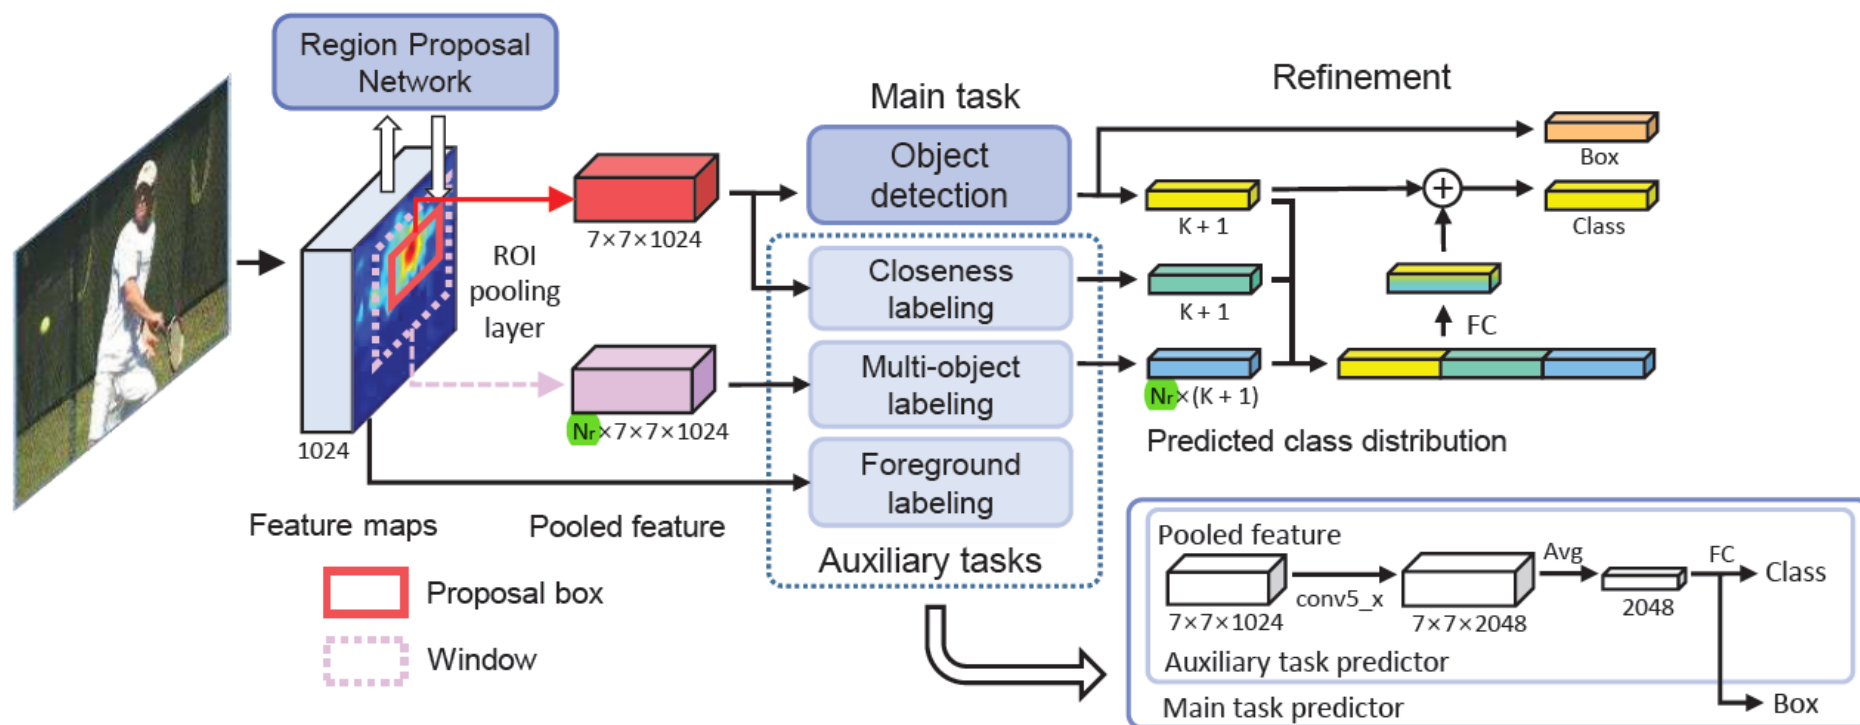 Region Proposal
Network
Main task
Refinement
Object
detection
Box
K + 1
Class
7×7×1024
ROI
pooling
layer
Closeness
labeling
K + 1
FC
Multi-object
labeling
Nr×7×7×1024
Nr×(K + 1)
1024
Foreground
labeling
Predicted class distribution
Feature maps
Pooled feature
Auxiliary tasks
Proposal box
Window
Pooled feature
Avg
FC
Class
conv5_x
7×7×1024
7×7×2048
2048
Auxiliary task predictor
Box
Main task predictor